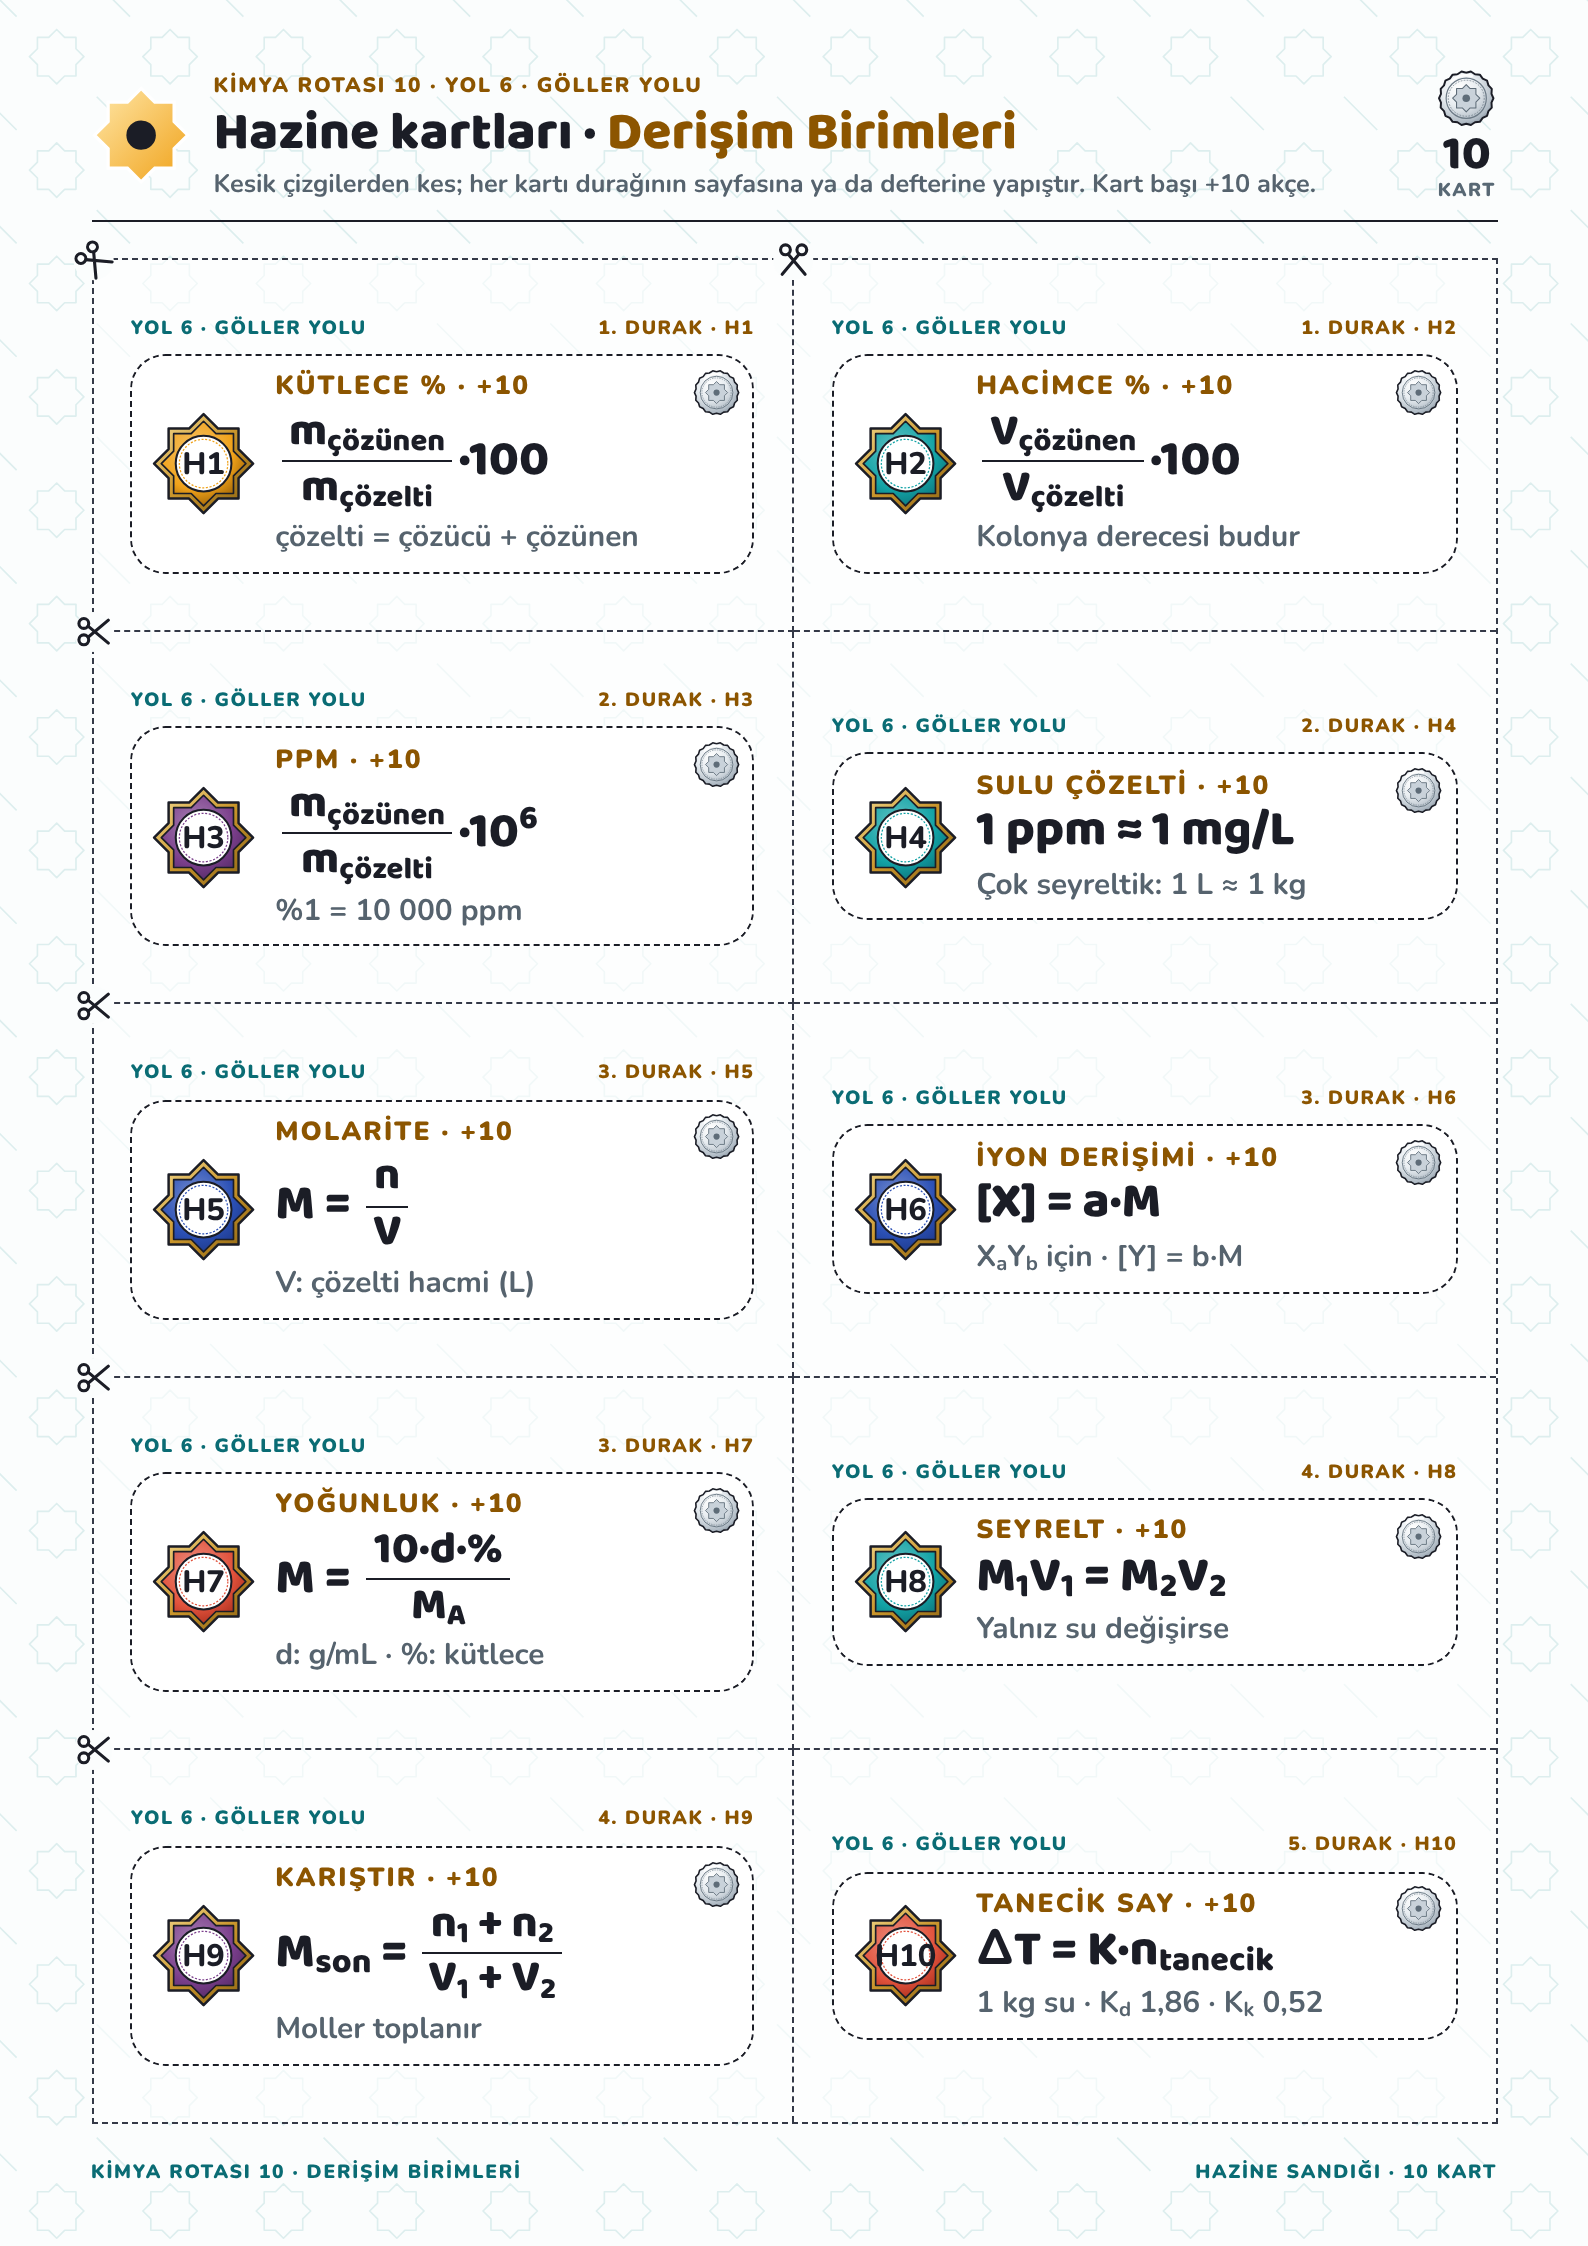 KİMYA ROTASI 10 · YOL 6 · GÖLLER YOLU
Hazine kartları · Derişim Birimleri
Kesik çizgilerden kes; her kartı durağının sayfasına ya da defterine yapıştır. Kart başı +10 akçe.
10
KART
YOL 6 · GÖLLER YOLU
1. DURAK · H1
KÜTLECE % · +10
H1
m_çözünen / m_çözelti ·100
çözelti = çözücü + çözünen
YOL 6 · GÖLLER YOLU
1. DURAK · H2
HACİMCE % · +10
H2
V_çözünen / V_çözelti ·100
Kolonya derecesi budur
YOL 6 · GÖLLER YOLU
2. DURAK · H3
PPM · +10
H3
m_çözünen / m_çözelti ·10⁶
%1 = 10 000 ppm
YOL 6 · GÖLLER YOLU
2. DURAK · H4
SULU ÇÖZELTİ · +10
H4
1 ppm ≈ 1 mg/L
Çok seyreltik: 1 L ≈ 1 kg
YOL 6 · GÖLLER YOLU
3. DURAK · H5
MOLARİTE · +10
H5
M = n / V
V: çözelti hacmi (L)
YOL 6 · GÖLLER YOLU
3. DURAK · H6
İYON DERİŞİMİ · +10
H6
[X] = a·M
XₐY_b için · [Y] = b·M
YOL 6 · GÖLLER YOLU
3. DURAK · H7
YOĞUNLUK · +10
H7
M = 10·d·% / M_A
d: g/mL · %: kütlece
YOL 6 · GÖLLER YOLU
4. DURAK · H8
SEYRELT · +10
H8
M₁V₁ = M₂V₂
Yalnız su değişirse
YOL 6 · GÖLLER YOLU
4. DURAK · H9
KARIŞTIR · +10
H9
M_son = n₁ + n₂ / V₁ + V₂
Moller toplanır
YOL 6 · GÖLLER YOLU
5. DURAK · H10
TANECİK SAY · +10
H10
ΔT = K·n_tanecik
1 kg su · K_d 1,86 · K_k 0,52
KİMYA ROTASI 10 · DERİŞİM BİRİMLERİ
HAZİNE SANDIĞI · 10 KART